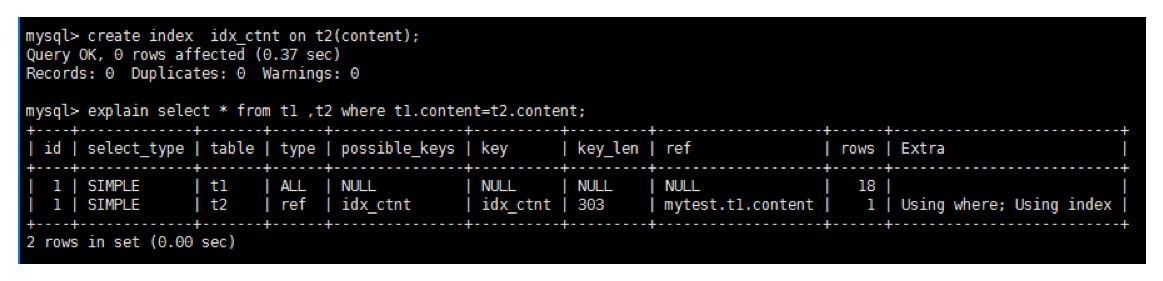 mysql> create index  idx_ctnt on t2(content);
Query OK, 0 rows affected (0.37 sec)
Records: 0  Duplicates: 0  Warnings: 0
mysql> explain select * from t1 ,t2 where t1.content=t2.content;
+----+-------------+-------+------+---------------+----------+---------+-------------------+------+--------------------------+
| id | select_type | table | type | possible_keys | key      | key_len | ref               | rows | Extra                    |
+----+-------------+-------+------+---------------+----------+---------+-------------------+------+--------------------------+
|  1 | SIMPLE      | t1    | ALL  | NULL          | NULL     | NULL    | NULL              |   18 |                          |
|  1 | SIMPLE      | t2    | ref  | idx_ctnt      | idx_ctnt | 303     | mytest.t1.content |    1 | Using where; Using index |
+----+-------------+-------+------+---------------+----------+---------+-------------------+------+--------------------------+
2 rows in set (0.00 sec)